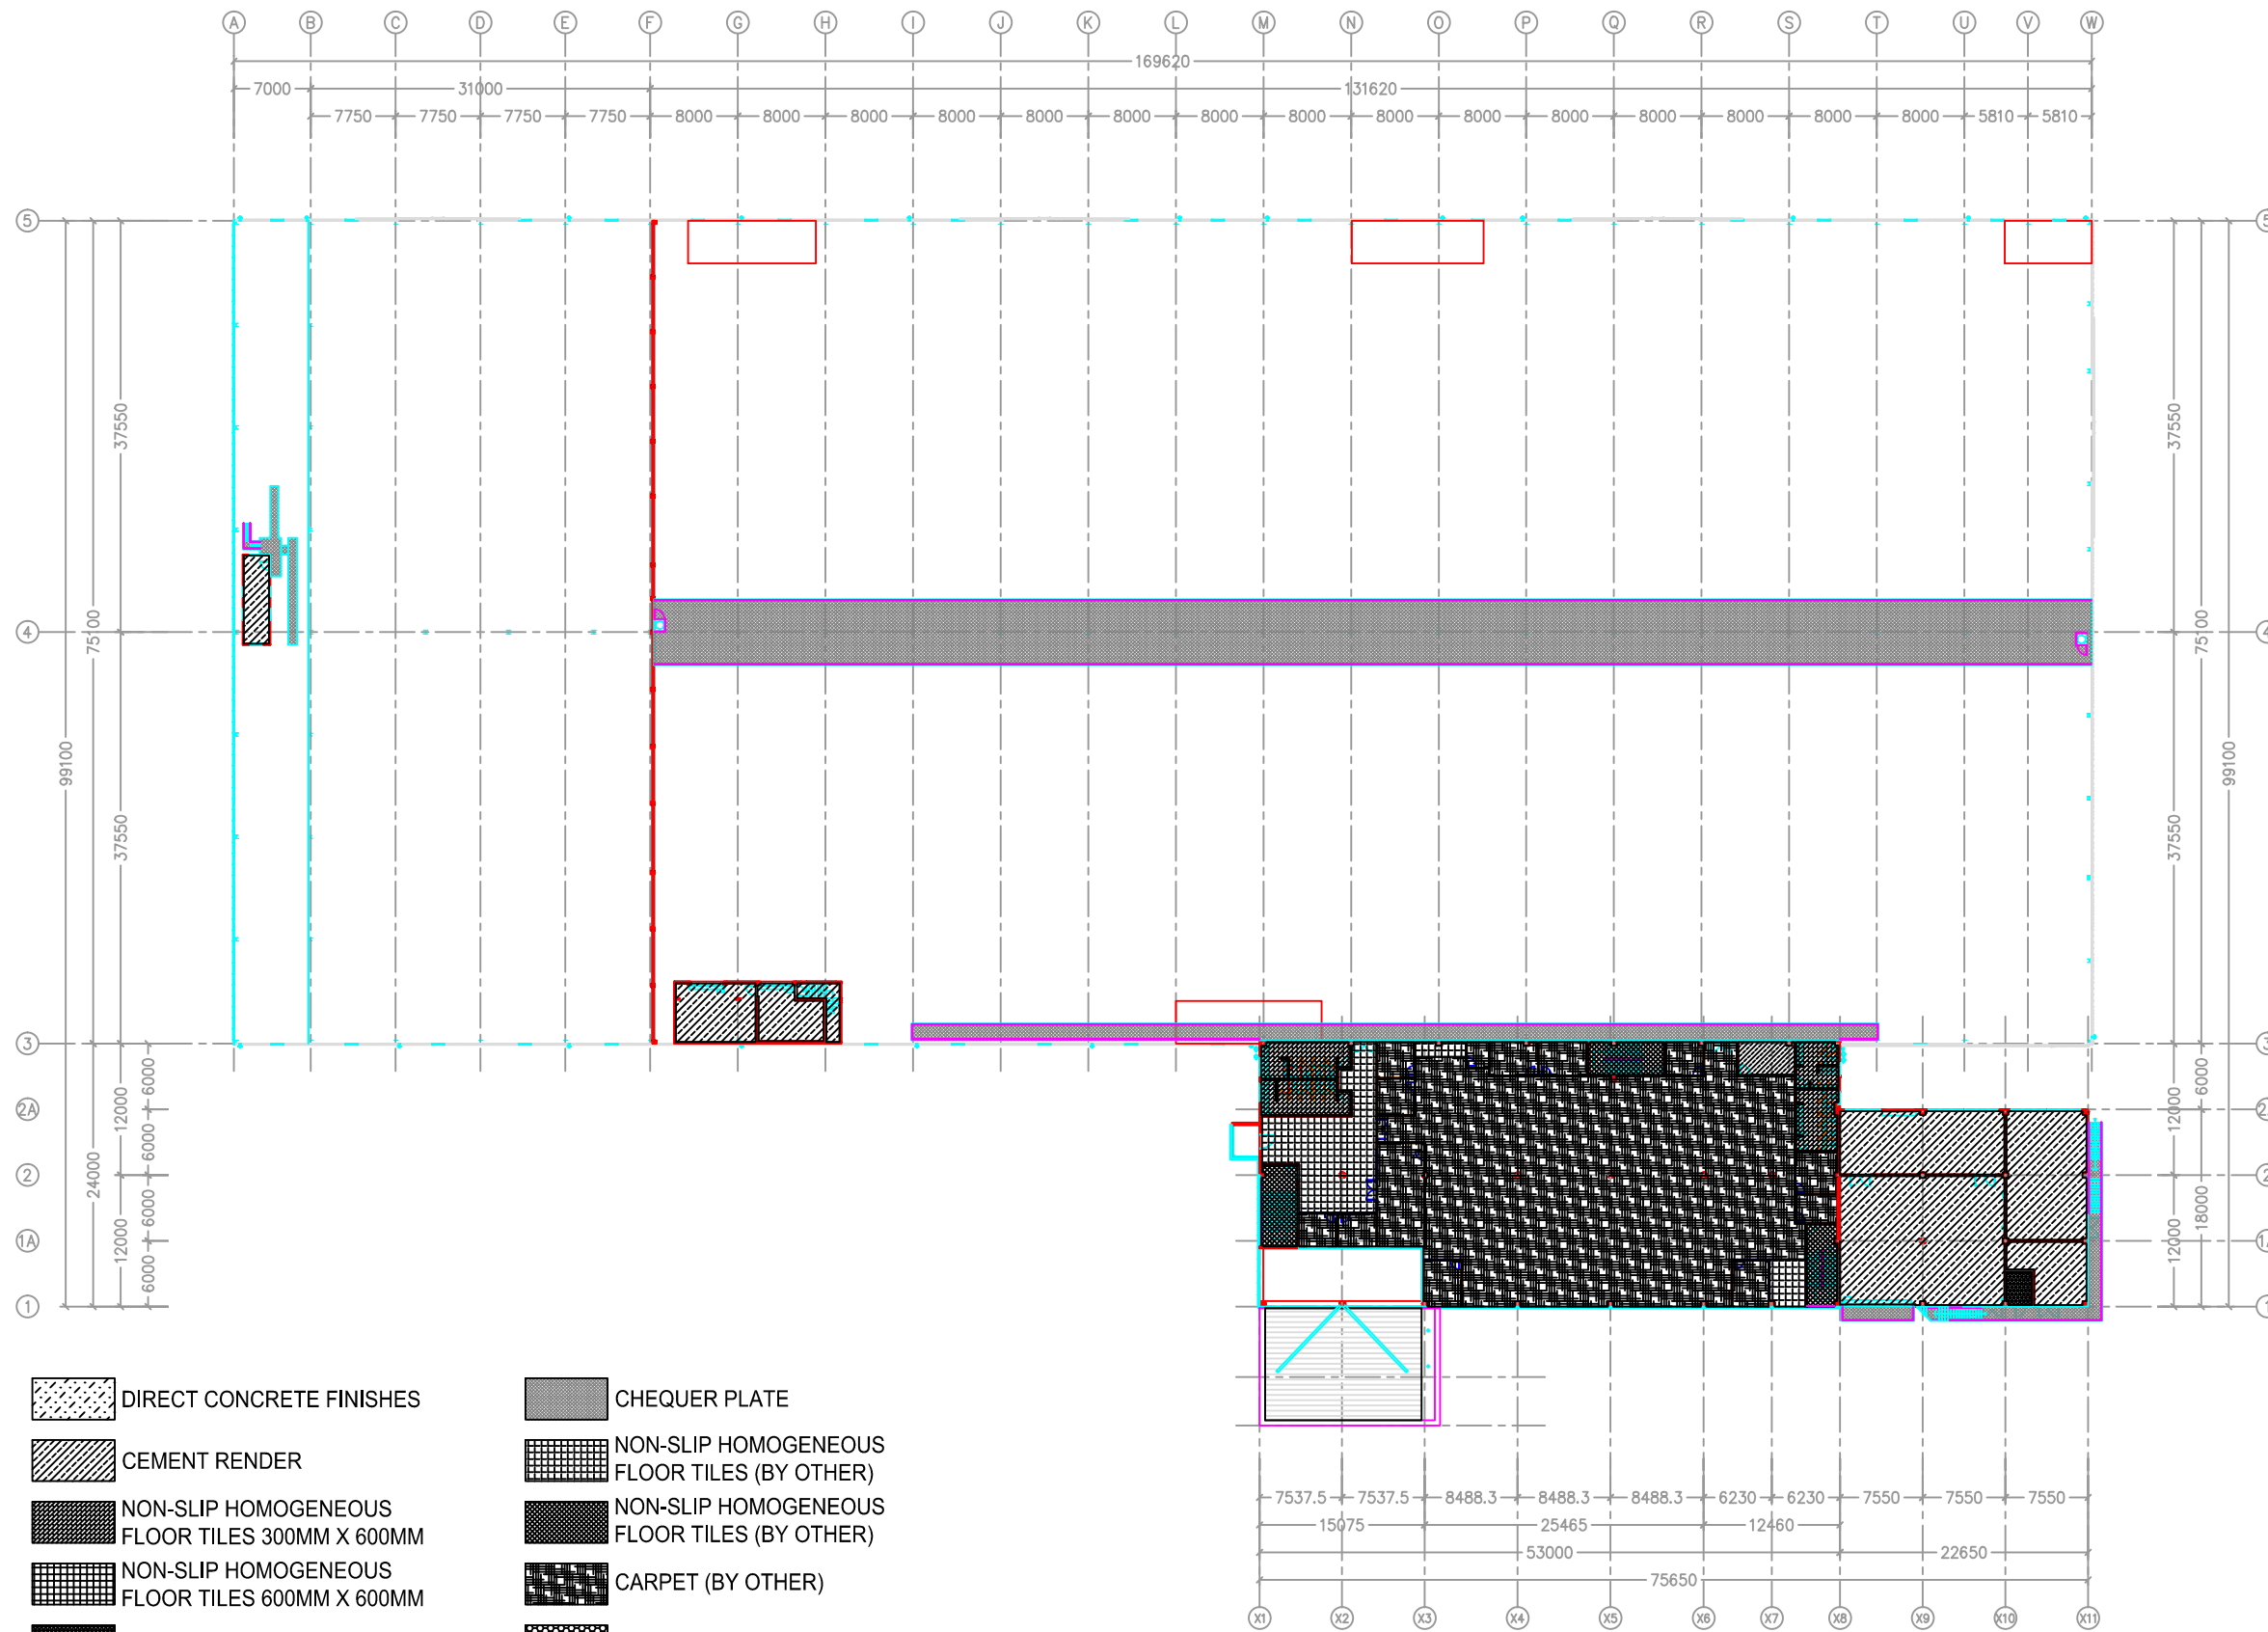 A B C D E F G H I J K L M N O P Q R S T U V W
169620
7000 31000 131620
7750 7750 7750 7750 8000 8000 8000 8000 8000 8000 8000 8000 8000 8000 8000 8000 8000 8000 5810 5810
5 5
37550 37550
4 4
75100 75100
99100 99100
37550 37550
3 3
6000 6000
12000 12000
2A
6000
2 2
24000 18000
6000
12000 12000
1A
6000
1 1
DIRECT CONCRETE FINISHES
CEMENT RENDER
NON-SLIP HOMOGENEOUS
FLOOR TILES 300MM X 600MM
NON-SLIP HOMOGENEOUS
FLOOR TILES 600MM X 600MM
CHEQUER PLATE
NON-SLIP HOMOGENEOUS
FLOOR TILES (BY OTHER)
NON-SLIP HOMOGENEOUS
FLOOR TILES (BY OTHER)
CARPET (BY OTHER)
7537.5 7537.5 8488.3 8488.3 8488.3 6230 6230 7550 7550 7550
15075 25465 12460
53000 22650
75650
X1 X2 X3 X4 X5 X6 X7 X8 X9 X10 X11